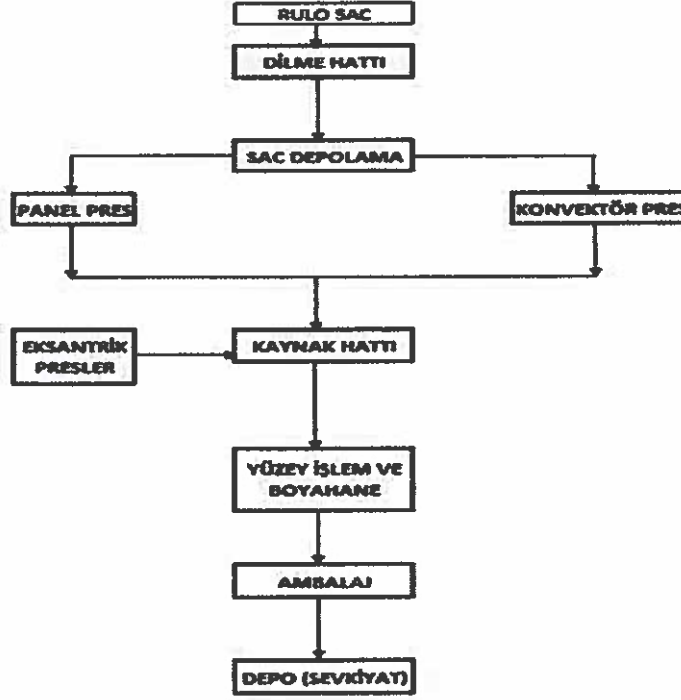 RULO SAC
DİLME HATTI
SAC DEPOLAMA
PANEL PRES
KONVEKTÖR PRES
EKSANTRİK
PRESLER
KAYNAK HATTI
YÜZEY İŞLEM VE
BOYAHANE
AMBALAJ
DEPO (SEVKİYAT)